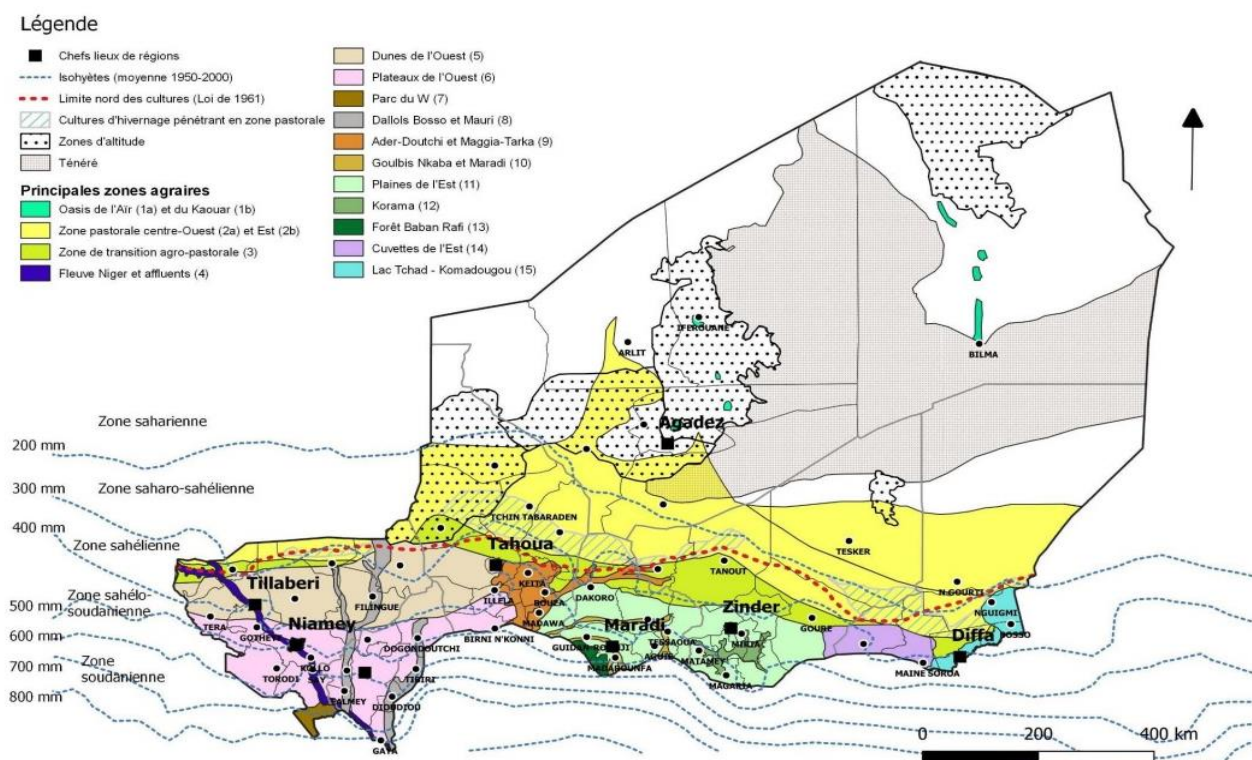 Légende
Chefs lieux de régions
Isohyètes (moyenne 1950-2000)
Limite nord des cultures (Loi de 1961)
Cultures d'hivernage pénétrant en zone pastorale
Zones d'altitude
Ténéré
Principales zones agraires
Oasis de l'Aïr (1a) et du Kaouar (1b)
Zone pastorale centre-Ouest (2a) et Est (2b)
Zone de transition agro-pastorale (3)
Fleuve Niger et affluents (4)
Dunes de l'Ouest (5)
Plateaux de l'Ouest (6)
Parc du W (7)
Dallols Bosso et Mauri (8)
Ader-Doutchi et Maggia-Tarka (9)
Goulbis Nkaba et Maradi (10)
Plaines de l'Est (11)
Korama (12)
Forêt Baban Rafi (13)
Cuvettes de l'Est (14)
Lac Tchad - Komadougou (15)
IFEROUANE
ARLIT
BILMA
Zone saharienne
Agadez
200 mm
300 mm
Zone saharo-sahélienne
TCHIN TABARADEN
400 mm
Zone sahélienne
Tahoua
TESKER
TANOUT
Tillaberi
KEITA
N.GOURTI
500 mm
Zone sahélo-
soudanienne
FILINGUE
ILLELA
BOUZA
DAKORO
NGUIGMI
MADAWA
Zinder
TERA
GOTHEYE
Niamey
BIRNI N'KONNI
Maradi
TESSAOUA
GOURE
Diffa
BOSSO
600 mm
DOGONDOUTCHI
MIRIA
Zone
soudanienne
700 mm
TORODI
KOLLO
SAY
TIBIRI
MADAROUNFA
AGUIE
MATAMEY
MAGARIA
MAINE SOROA
800 mm
DIOUNDIOU
GAYA
0
200
400 km